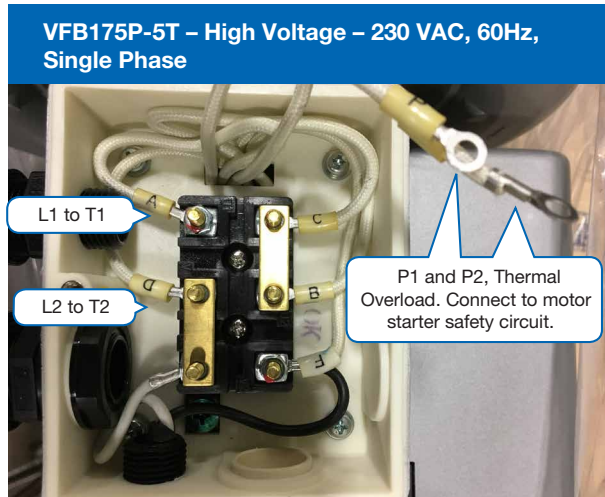 VFB175P-5T – High Voltage – 230 VAC, 60Hz,
Single Phase
P
A
L1 to T1
C
D
B
L2 to T2
P1 and P2, Thermal
Overload. Connect to motor
starter safety circuit.
OK
F